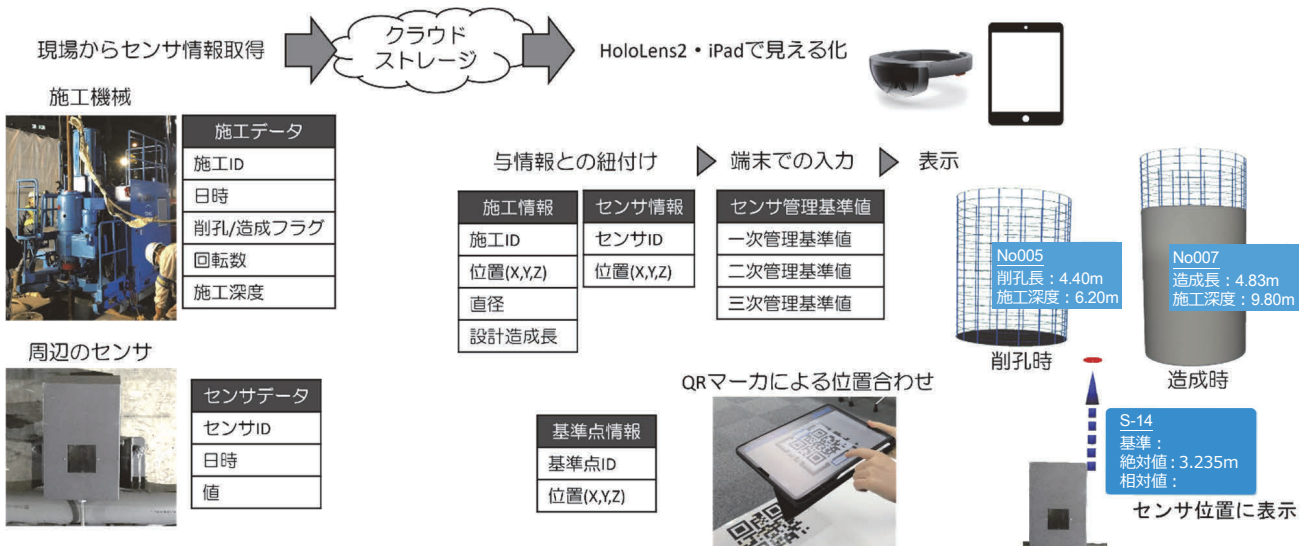 現場からセンサ情報取得
クラウド
ストレージ
HoloLens2・iPadで見える化
施工機械
施工データ
施工ID
日時
削孔/造成フラグ
回転数
施工深度
周辺のセンサ
センサデータ
センサID
日時
値
与情報との紐付け
端末での入力
表示
施工情報
施工ID
位置(X,Y,Z)
直径
設計造成長
センサ情報
センサID
位置(X,Y,Z)
センサ管理基準値
一次管理基準値
二次管理基準値
三次管理基準値
No005
削孔長：4.40m
施工深度：6.20m
削孔時
No007
造成長：4.83m
施工深度：9.80m
造成時
基準点情報
基準点ID
位置(X,Y,Z)
QRマーカによる位置合わせ
S-14
基準：
絶対値：3.235m
相対値：
センサ位置に表示